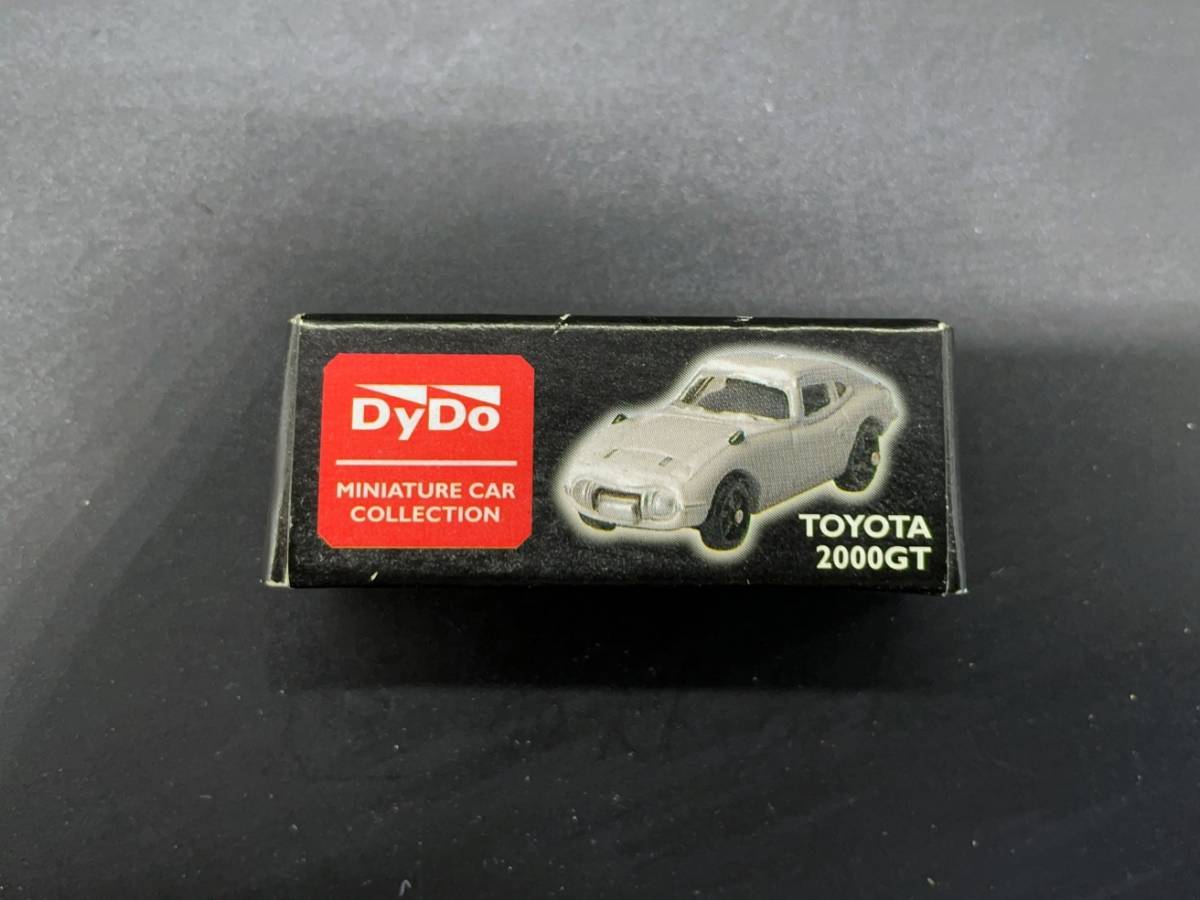 DyDo
MINIATURE CAR
COLLECTION
TOYOTA
2000GT